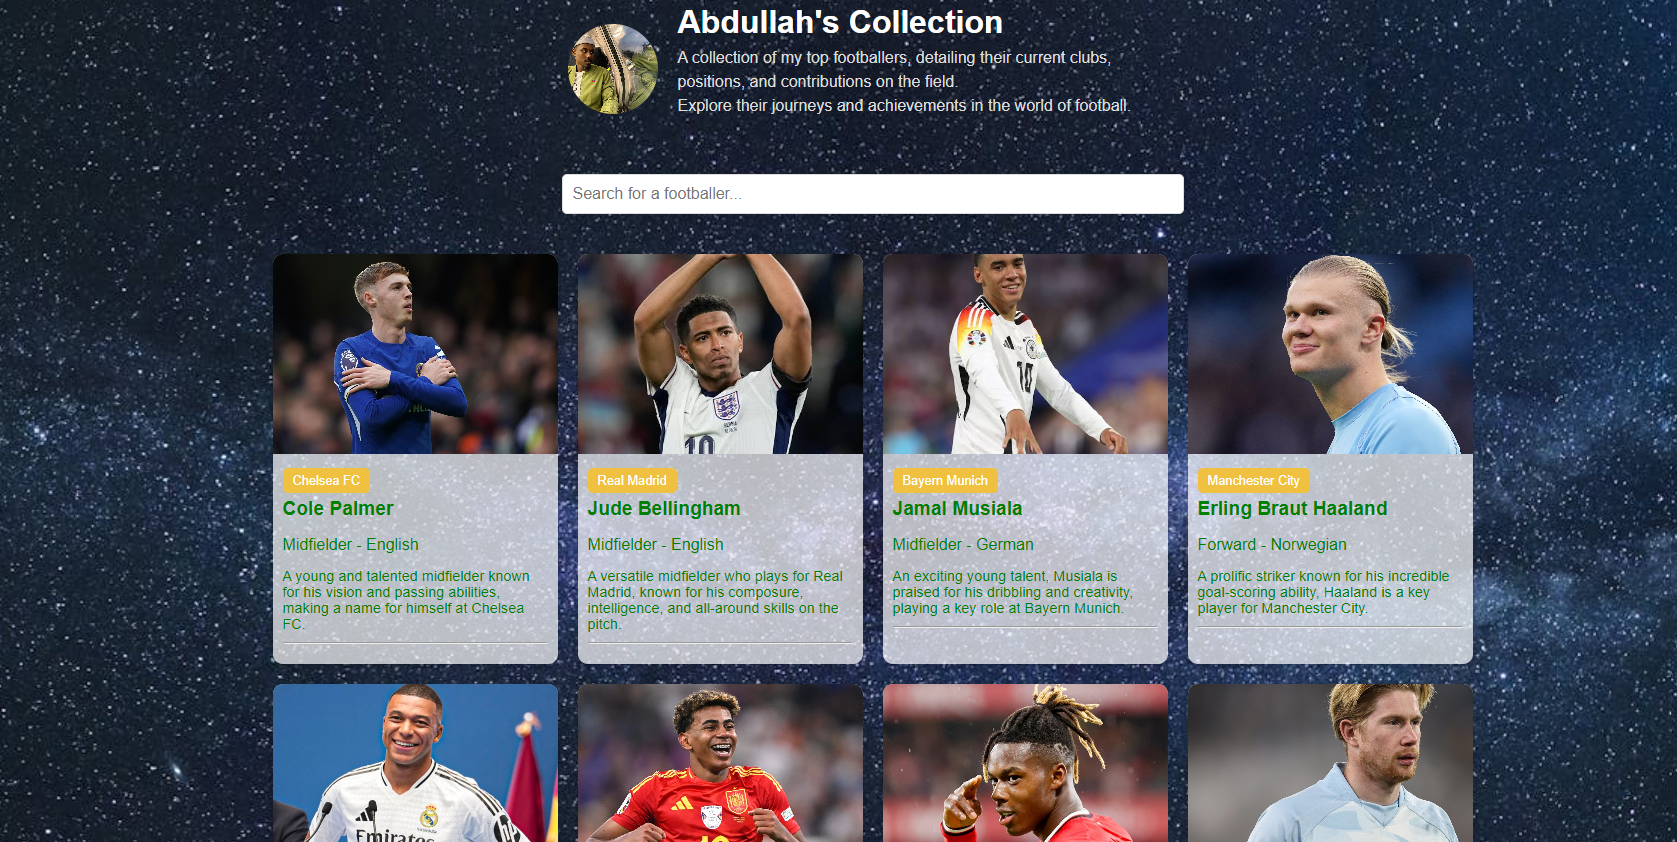 Abdullah's Collection
A collection of my top footballers, detailing their current clubs,
positions, and contributions on the field.
Explore their journeys and achievements in the world of football.
Search for a footballer...
10
10
Chelsea FC
Cole Palmer
Midfielder - English
A young and talented midfielder known
for his vision and passing abilities,
making a name for himself at Chelsea
FC.
Real Madrid
Jude Bellingham
Midfielder - English
A versatile midfielder who plays for Real
Madrid, known for his composure,
intelligence, and all-around skills on the
pitch.
Bayern Munich
Jamal Musiala
Midfielder - German
An exciting young talent, Musiala is
praised for his dribbling and creativity,
playing a key role at Bayern Munich.
Manchester City
Erling Braut Haaland
Forward - Norwegian
A prolific striker known for his incredible
goal-scoring ability, Haaland is a key
player for Manchester City.
Emirates